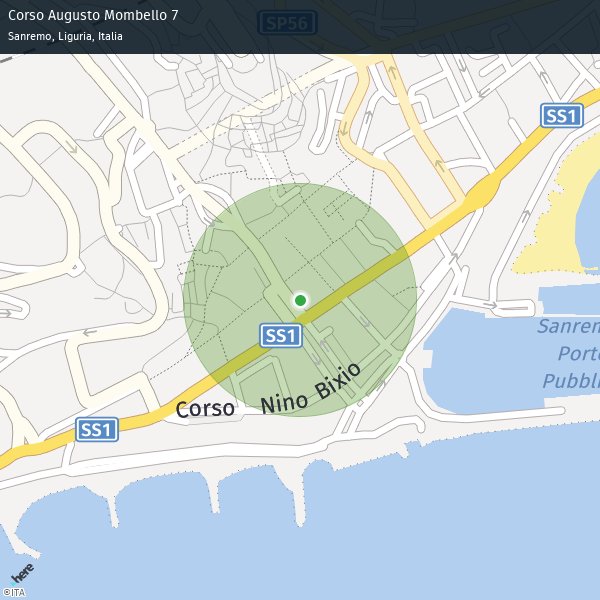 Corso Augusto Mombello 7
Sanremo, Liguria, Italia
SP56
SS1
SS1
Corso Nino Bixio
SS1
Sanrem
Porto
Pubbli
here
©ITA